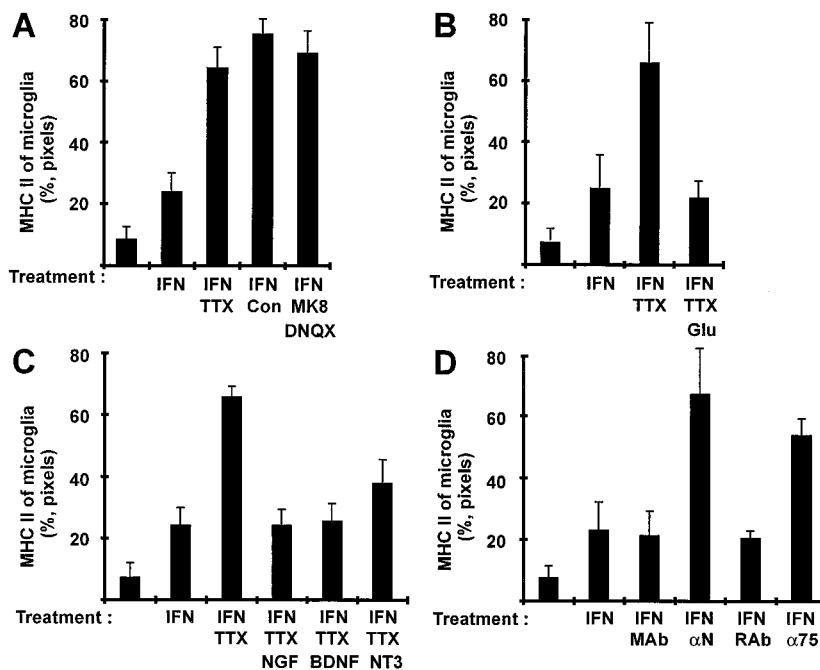 A
MHC II of microglia
(%, pixels)
80
60
40
20
Treatment :
IFN
IFN
TTX
IFN
Con
IFN
MK8
DNQX
B
MHC II of microglia
(%, pixels)
80
60
40
20
IFN
IFN
TTX
IFN
TTX
Glu
C
MHC II of microglia
(%, pixels)
80
60
40
20
Treatment :
IFN
IFN
TTX
IFN
TTX
NGF
IFN
TTX
BDNF
IFN
TTX
NT3
D
MHC II of microglia
(%, pixels)
80
60
40
20
IFN
IFN
MAb
IFN
αN
IFN
RAb
IFN
α75